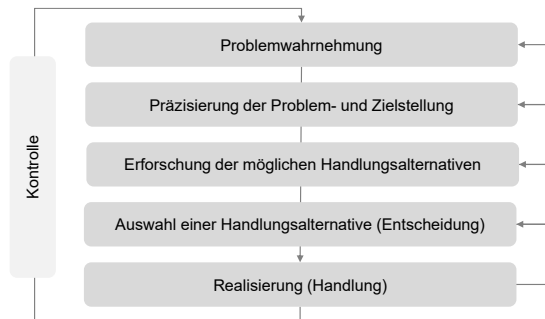 Problemwahrnehmung
Präzisierung der Problem- und Zielstellung
Kontrolle
Erforschung der möglichen Handlungsalternativen
Auswahl einer Handlungsalternative (Entscheidung)
Realisierung (Handlung)